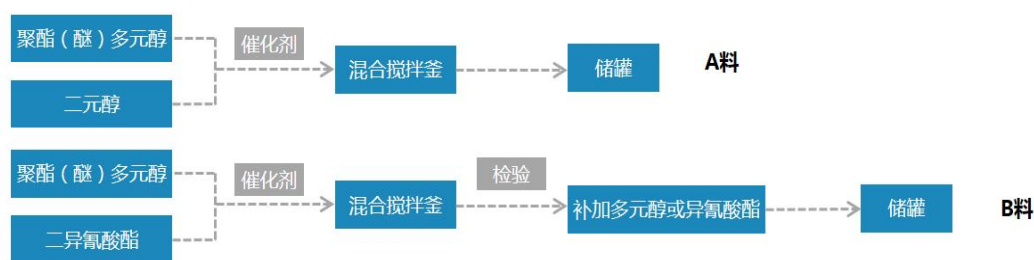 聚酯（醚）多元醇
催化剂
混合搅拌釜
储罐
A料
二元醇
聚酯（醚）多元醇
催化剂
检验
混合搅拌釜
补加多元醇或异氰酸酯
储罐
B料
二异氰酸酯